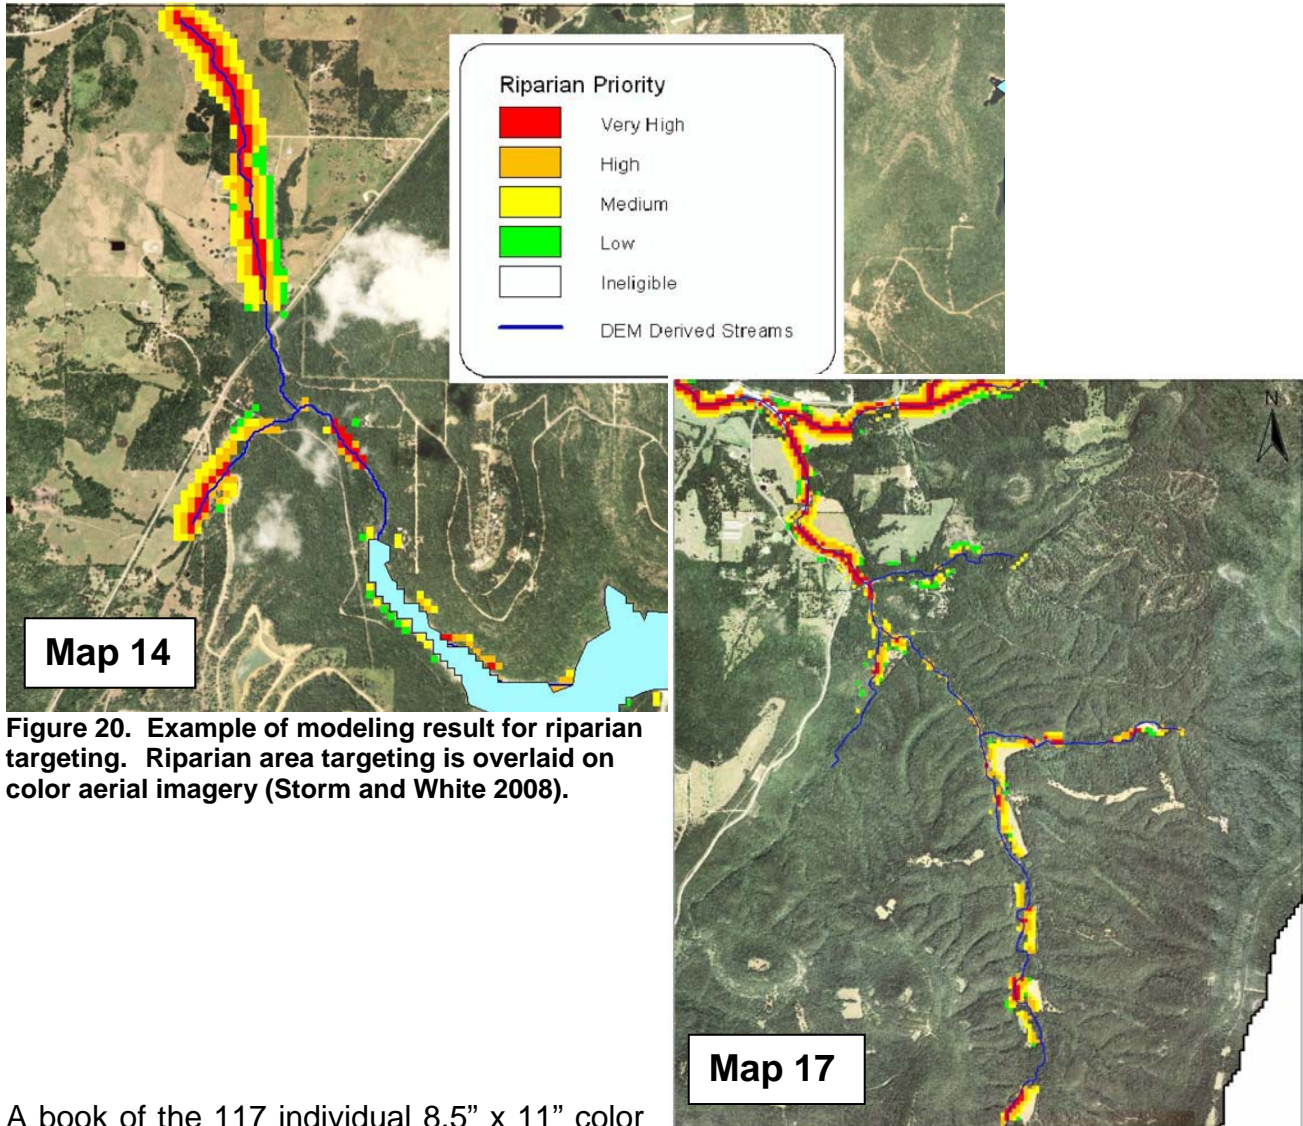 Riparian Priority
Very High
High
Medium
Low
Ineligible
DEM Derived Streams
N
Map 14
Figure 20.  Example of modeling result for riparian
targeting.  Riparian area targeting is overlaid on
color aerial imagery (Storm and White 2008).
Map 17
A book of the 117 individual 8.5” x 11” color